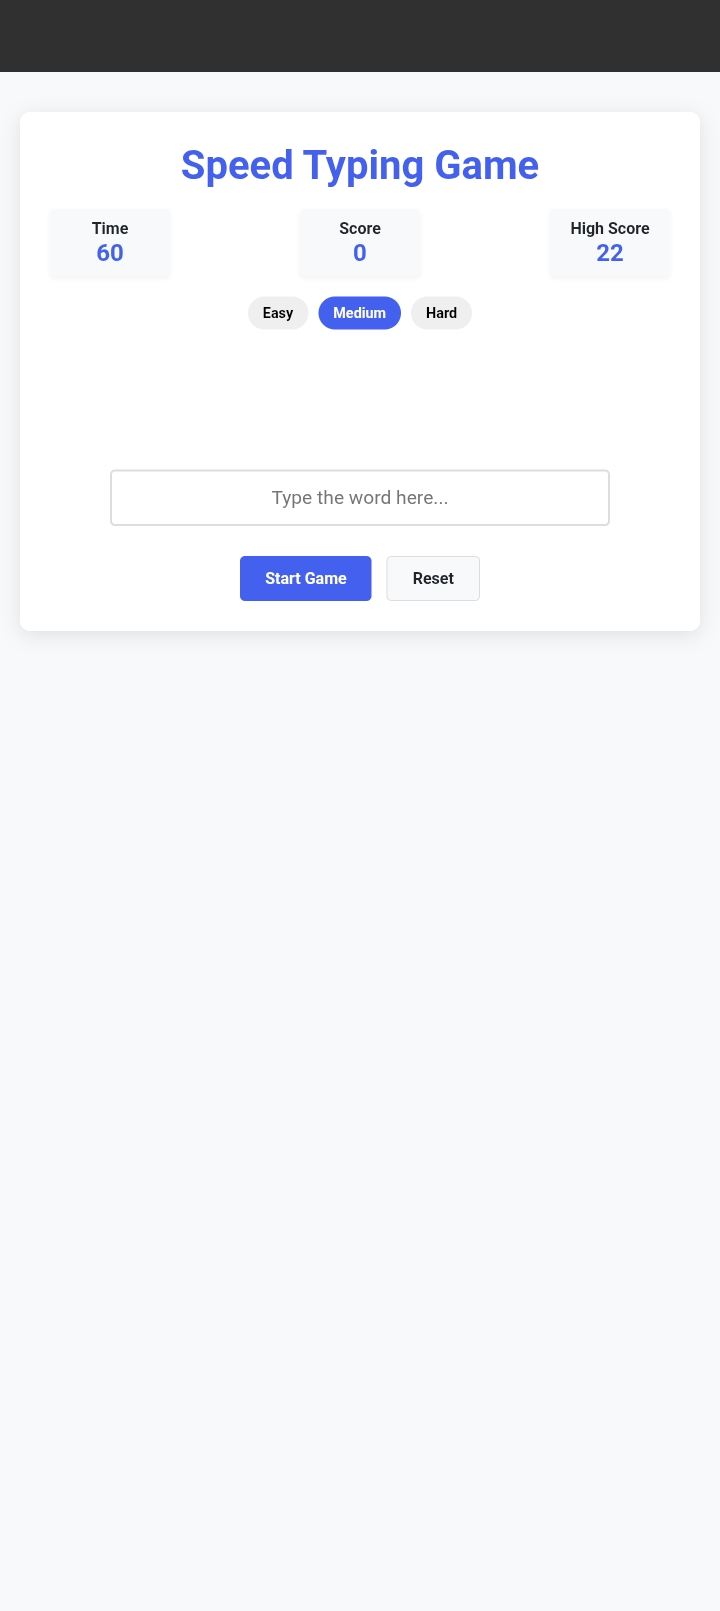 Speed Typing Game
Time
60
Score
0
High Score
22
Easy
Medium
Hard
Type the word here...
Start Game
Reset